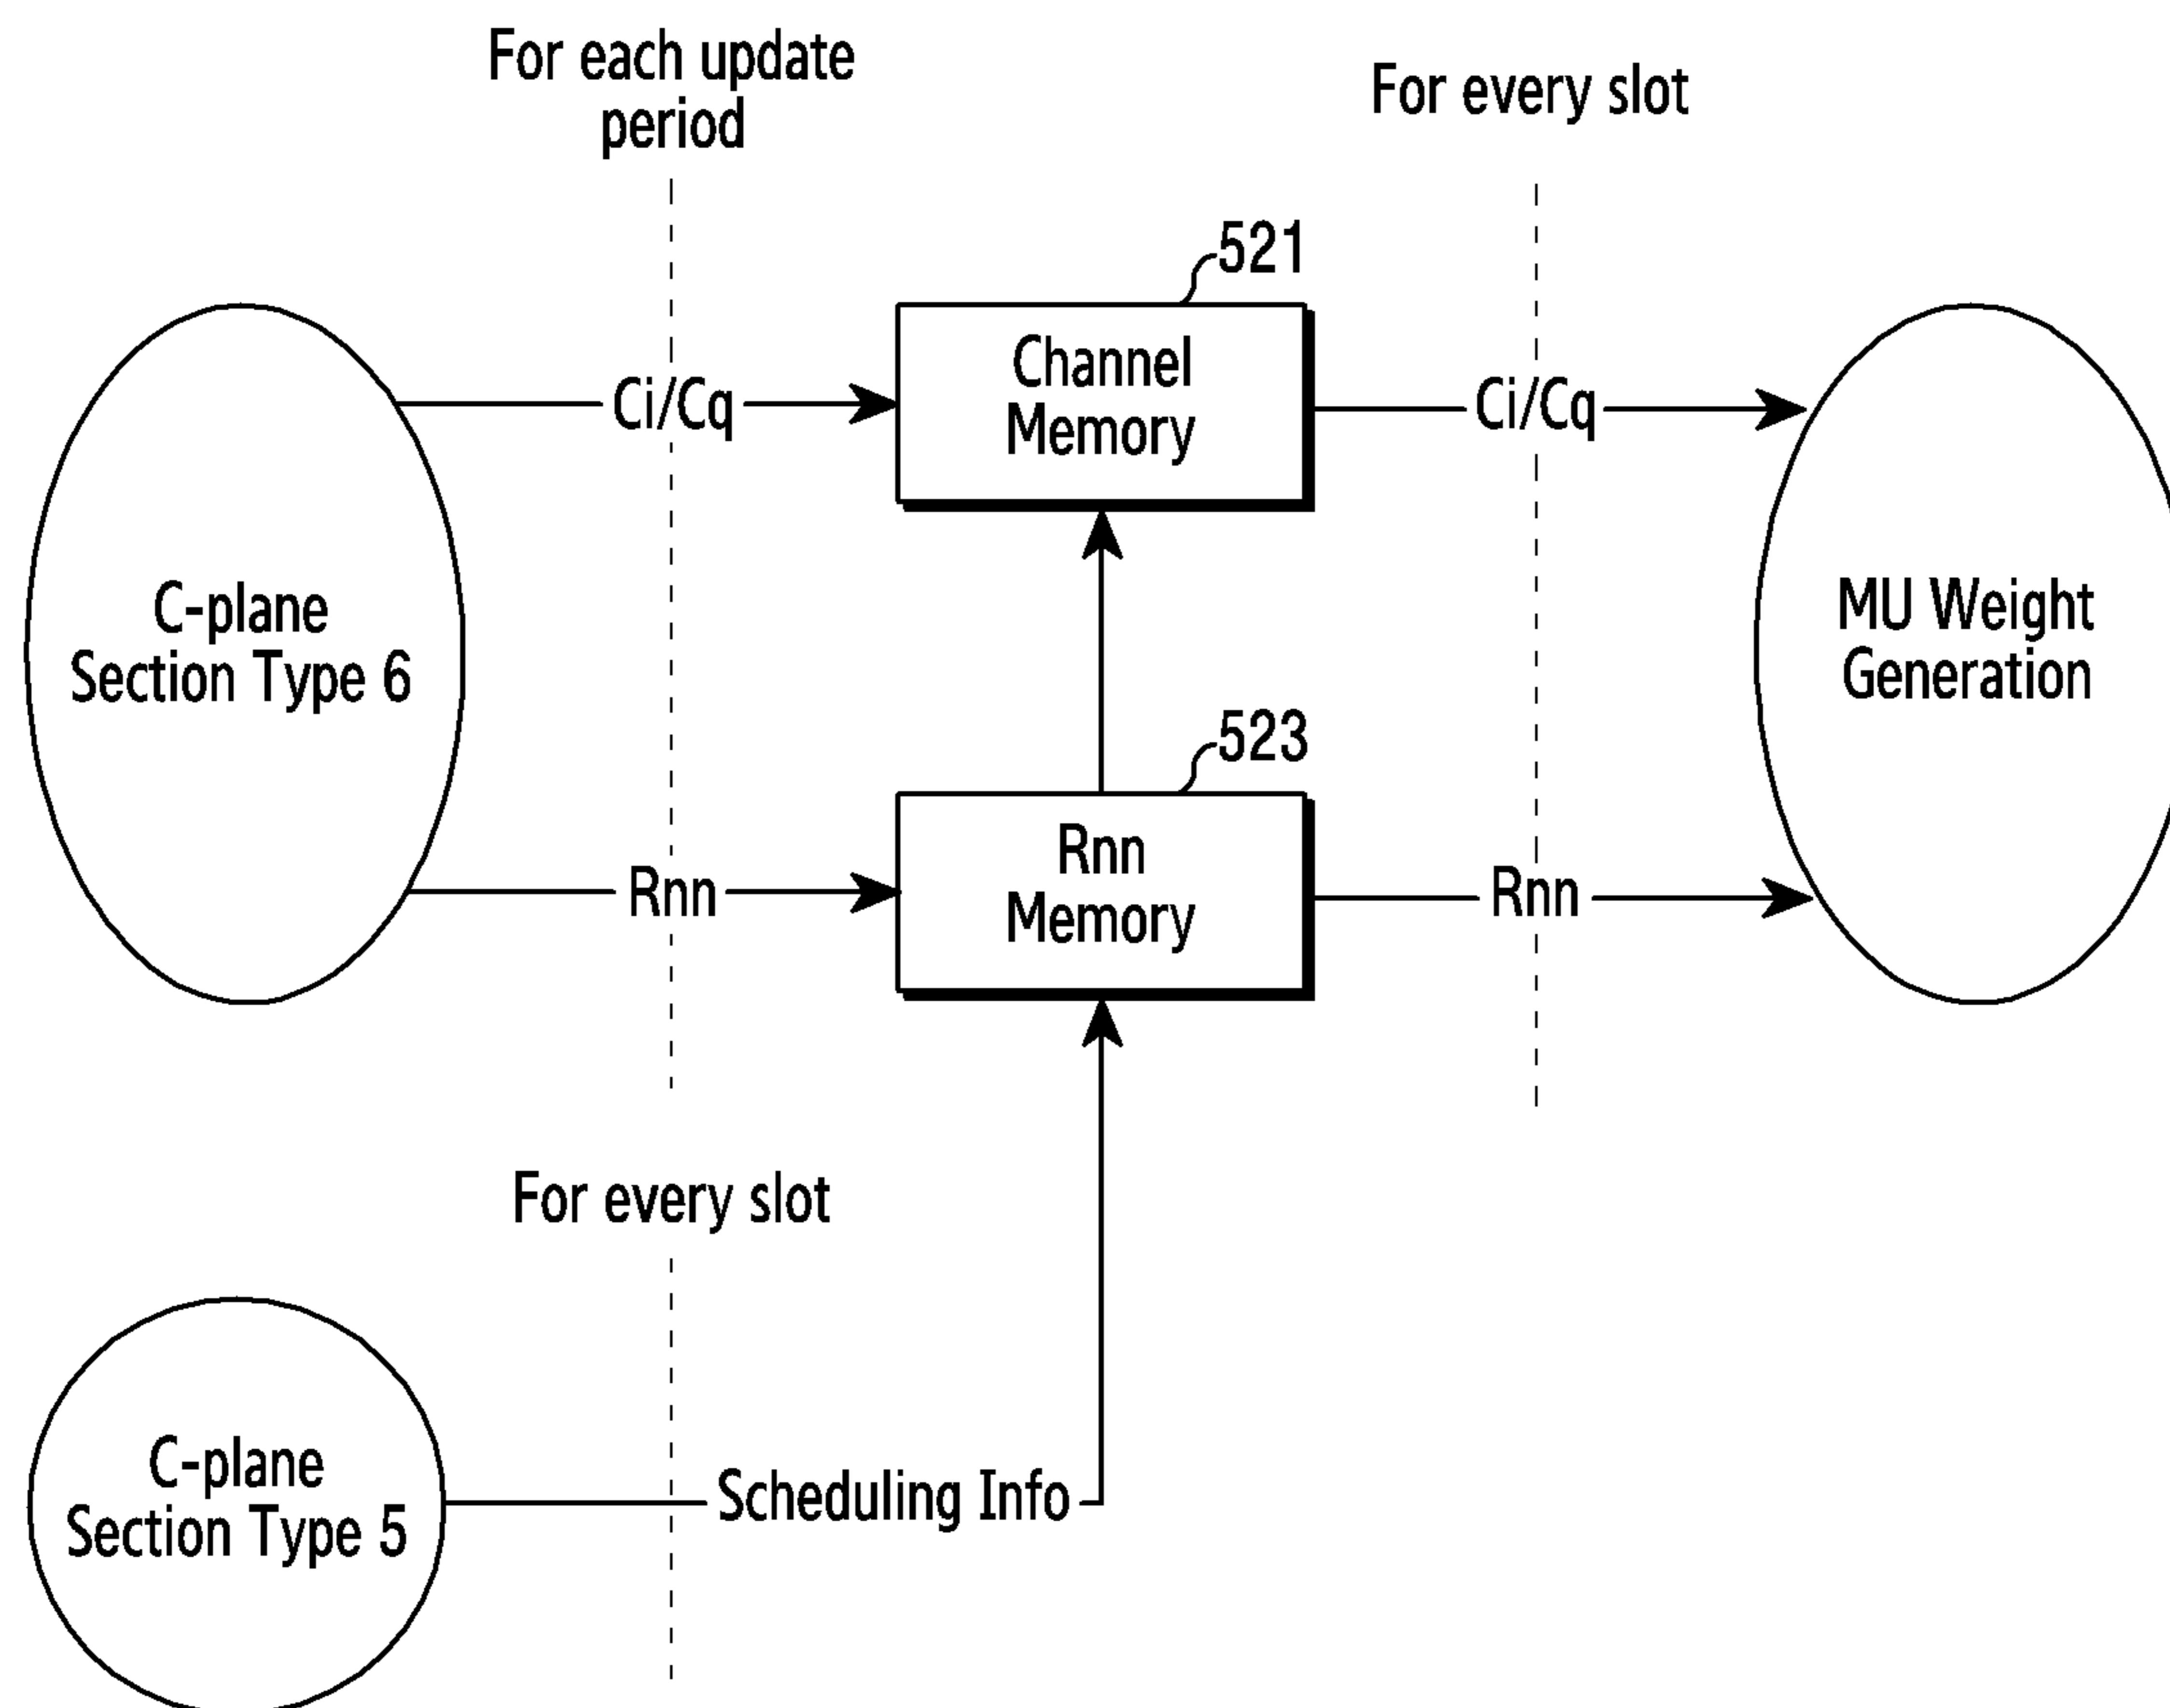 For each update
period
For every slot
521
Channel
Memory
Ci/Cq
Ci/Cq
C-plane
Section Type 6
MU Weight
Generation
523
Rnn
Memory
Rnn
Rnn
For every slot
C-plane
Section Type 5
Scheduling Info